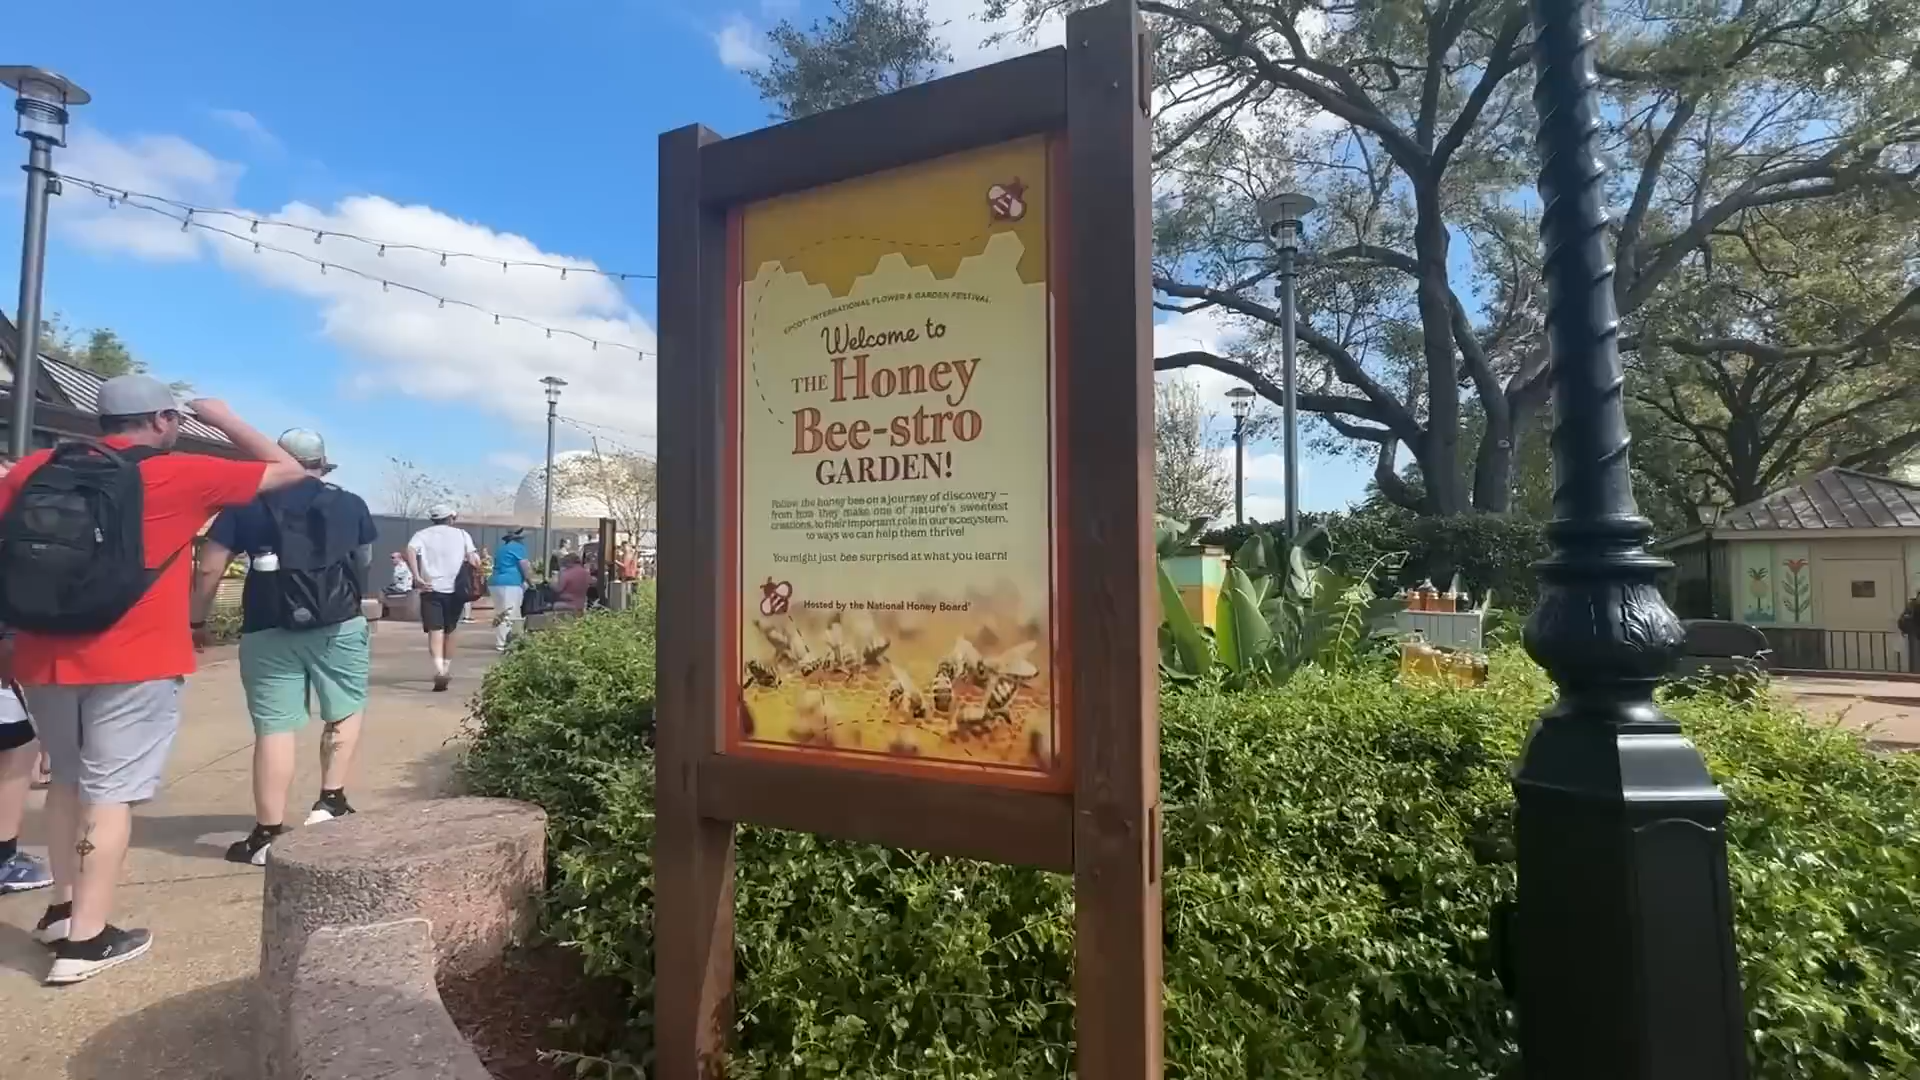 EPCOT® INTERNATIONAL FLOWER & GARDEN FESTIVAL
Welcome to
THE Honey
Bee-stro
GARDEN!
Follow the honey bee on a journey of discovery —
from how they make one of nature's sweetest
creations, to their important role in our ecosystem,
to ways we can help them thrive!
You might just bee surprised at what you learn!
Hosted by the National Honey Board®